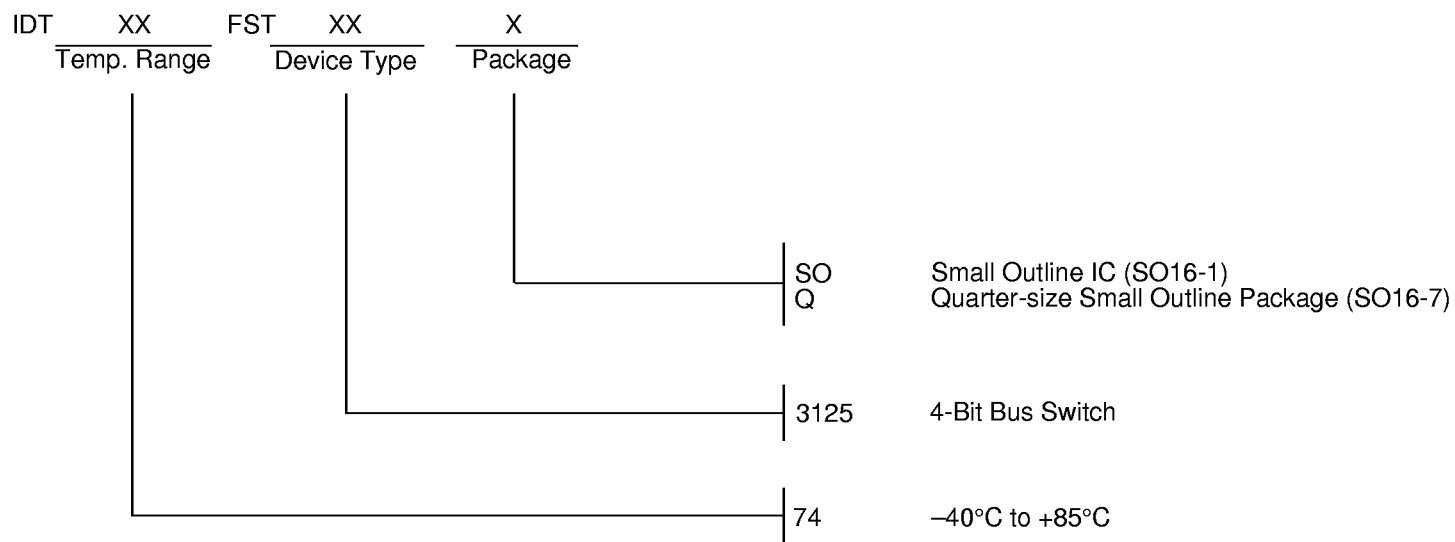 IDT XX FST XX X
Temp. Range Device Type Package
SO Small Outline IC (SO16-1)
Q Quarter-size Small Outline Package (SO16-7)
3125 4-Bit Bus Switch
74 –40°C to +85°C